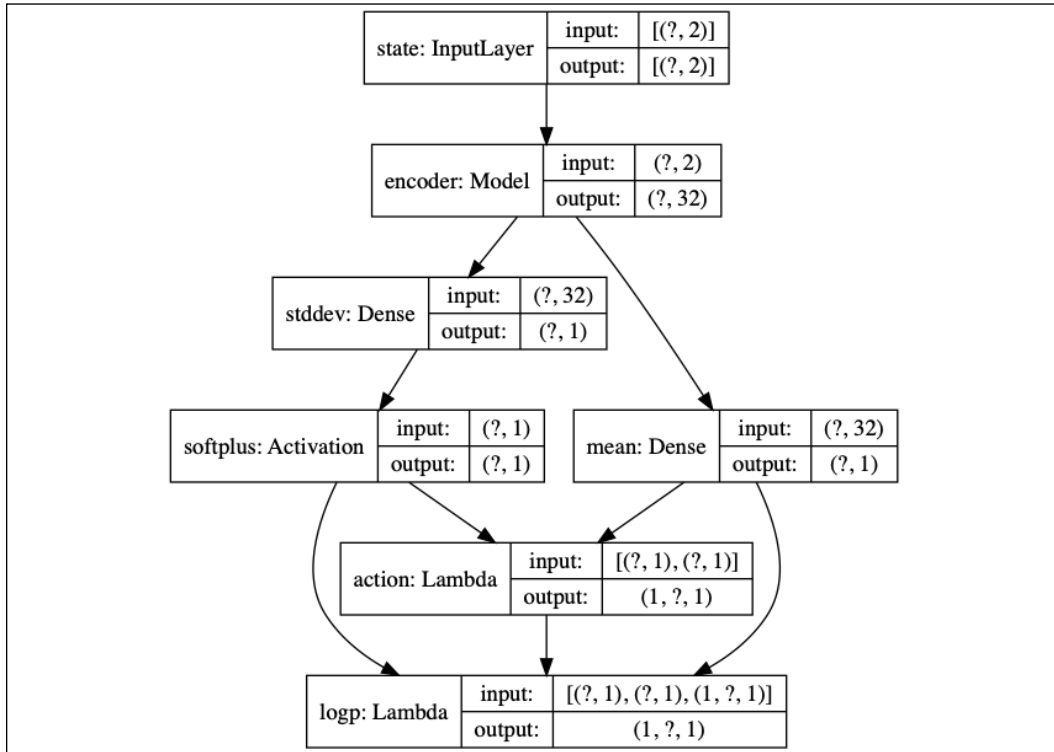 state: InputLayer
input: [(?, 2)]
output: [(?, 2)]
encoder: Model
input: (?, 2)
output: (?, 32)
stddev: Dense
input: (?, 32)
output: (?, 1)
softplus: Activation
input: (?, 1)
output: (?, 1)
mean: Dense
input: (?, 32)
output: (?, 1)
action: Lambda
input: [(?, 1), (?, 1)]
output: (1, ?, 1)
logp: Lambda
input: [(?, 1), (?, 1), (1, ?, 1)]
output: (1, ?, 1)